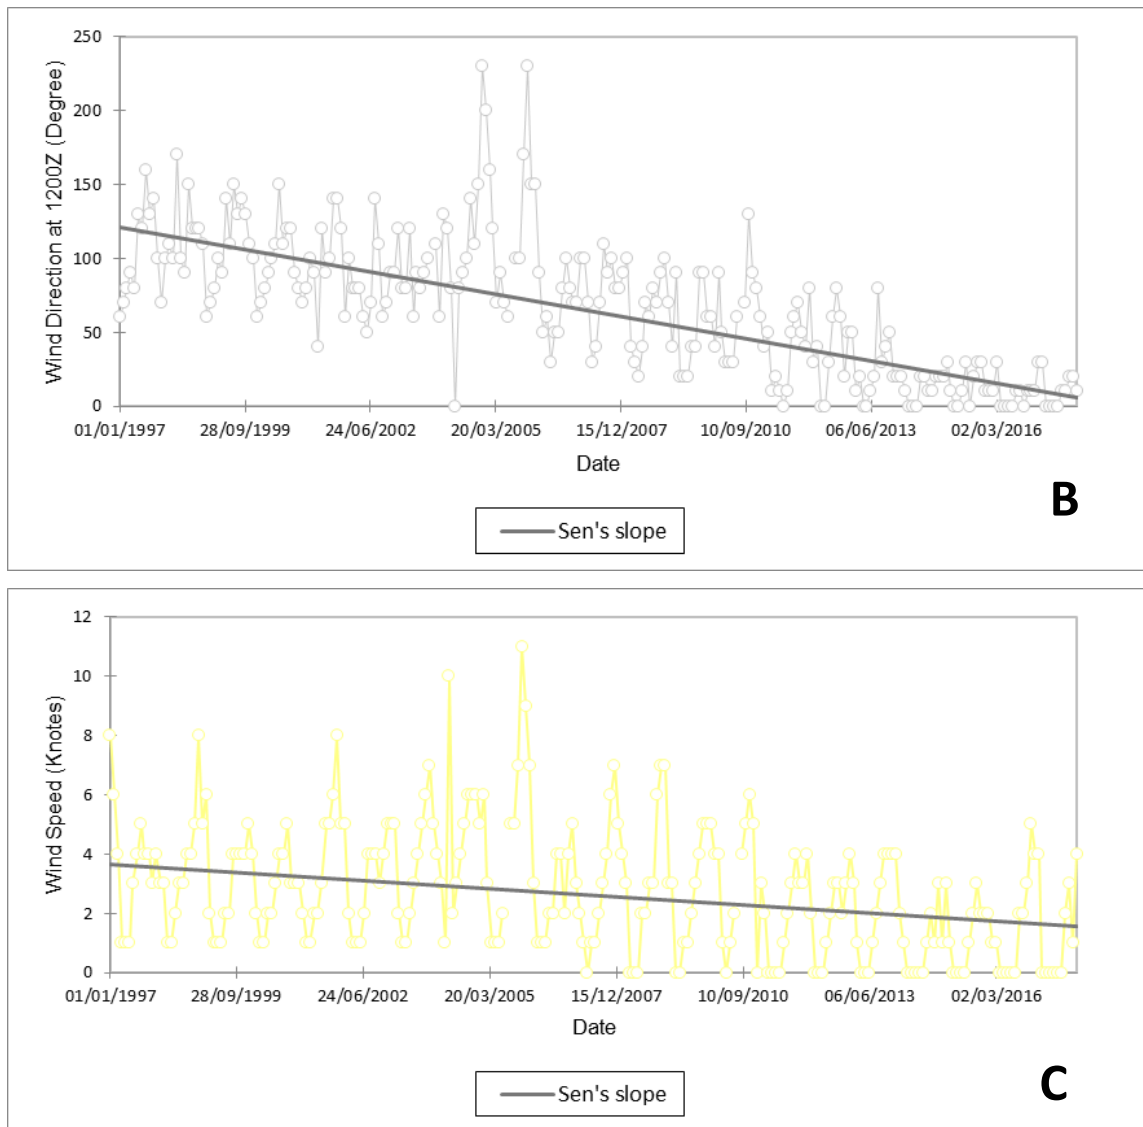 250
200
150
100
50
0
Wind Direction at 1200Z (Degree)
01/01/1997 28/09/1999 24/06/2002 20/03/2005 15/12/2007 10/09/2010 06/06/2013 02/03/2016
Date
B
Sen's slope
12
10
8
6
4
2
0
Wind Speed (Knotes)
01/01/1997 28/09/1999 24/06/2002 20/03/2005 15/12/2007 10/09/2010 06/06/2013 02/03/2016
Date
C
Sen's slope